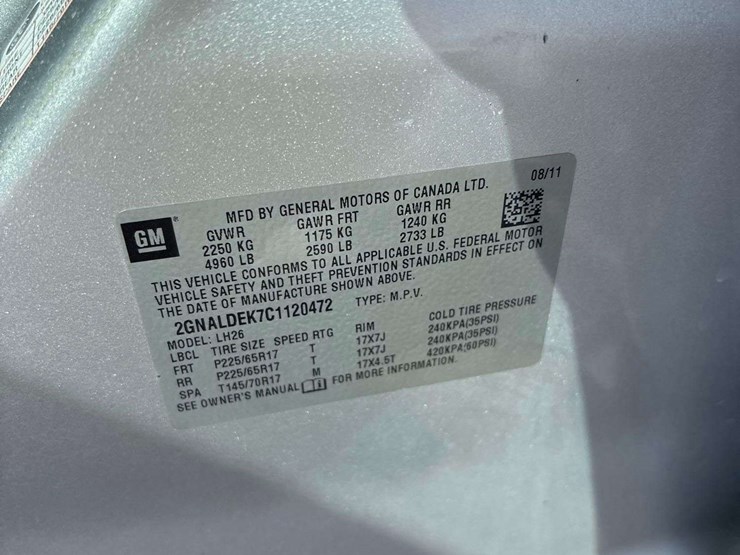 GM
08/11
MFD BY GENERAL MOTORS OF CANADA LTD.
GVWR GAWR FRT GAWR RR
2250 KG 1175 KG 1240 KG
4960 LB 2590 LB 2733 LB
THIS VEHICLE CONFORMS TO ALL APPLICABLE U.S. FEDERAL MOTOR
VEHICLE SAFETY AND THEFT PREVENTION STANDARDS IN EFFECT ON
THE DATE OF MANUFACTURE SHOWN ABOVE.
2GNALDEK7C1120472 TYPE: M.P.V.
MODEL: LH26
LBCL TIRE SIZE SPEED RTG RIM COLD TIRE PRESSURE
FRT P225/65R17 T 17X7J 240KPA(35PSI)
RR P225/65R17 T 17X7J 240KPA(35PSI)
SPA T145/70R17 M 17X4.5T 420KPA(60PSI)
SEE OWNER'S MANUAL FOR MORE INFORMATION.